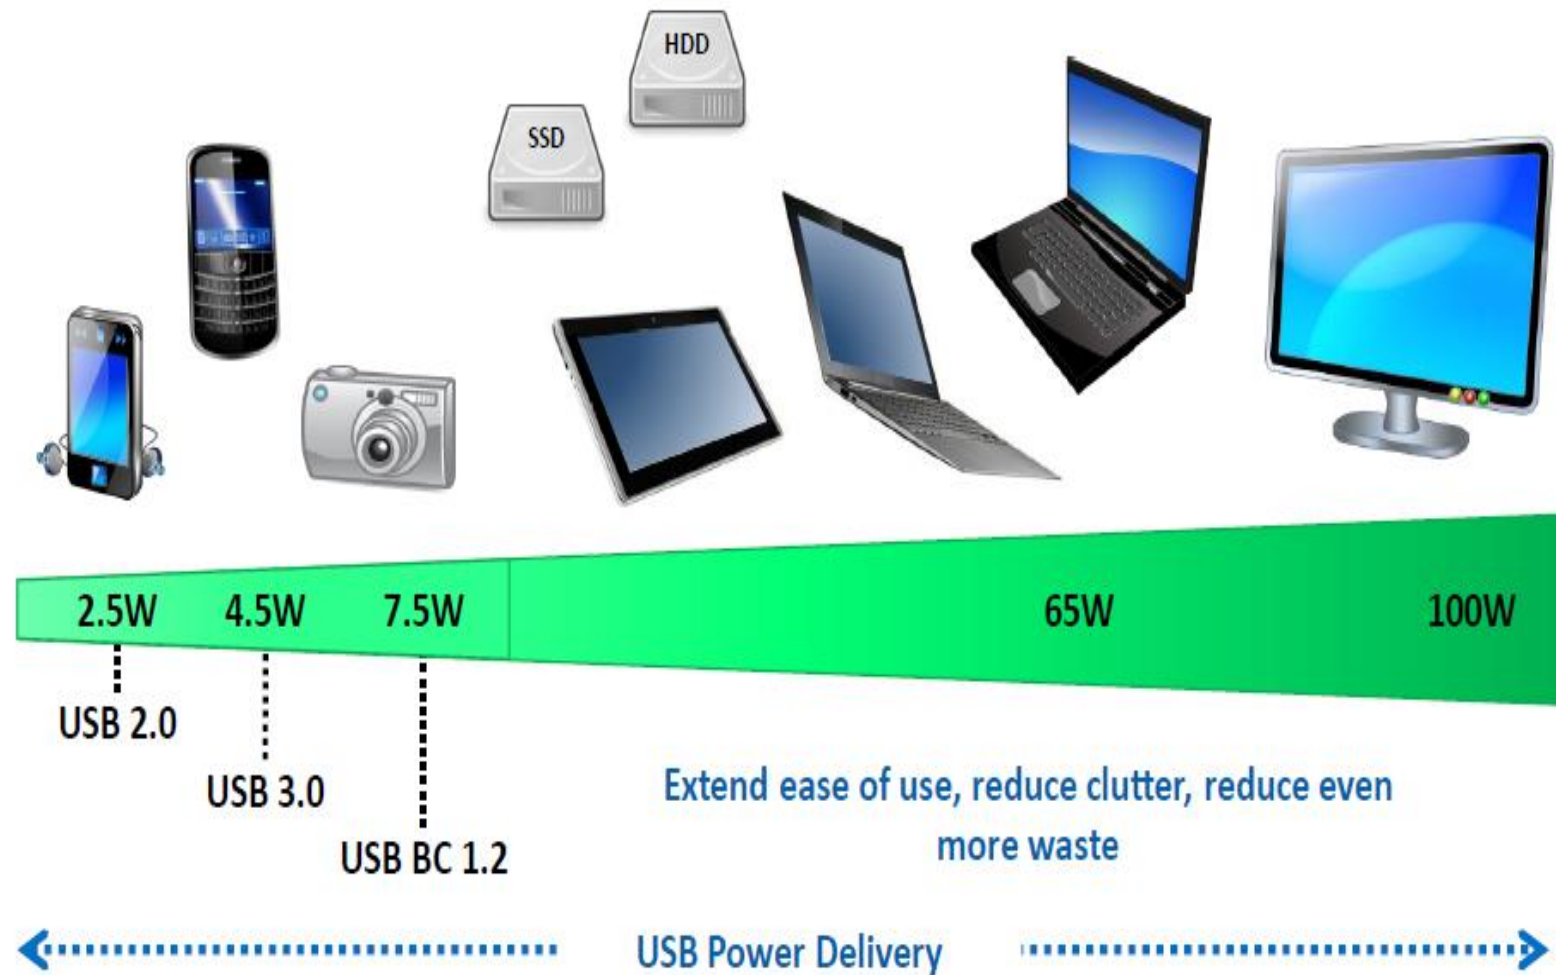 HDD
SSD
2.5W 4.5W 7.5W 65W 100W
USB 2.0
USB 3.0
USB BC 1.2
Extend ease of use, reduce clutter, reduce even
more waste
USB Power Delivery